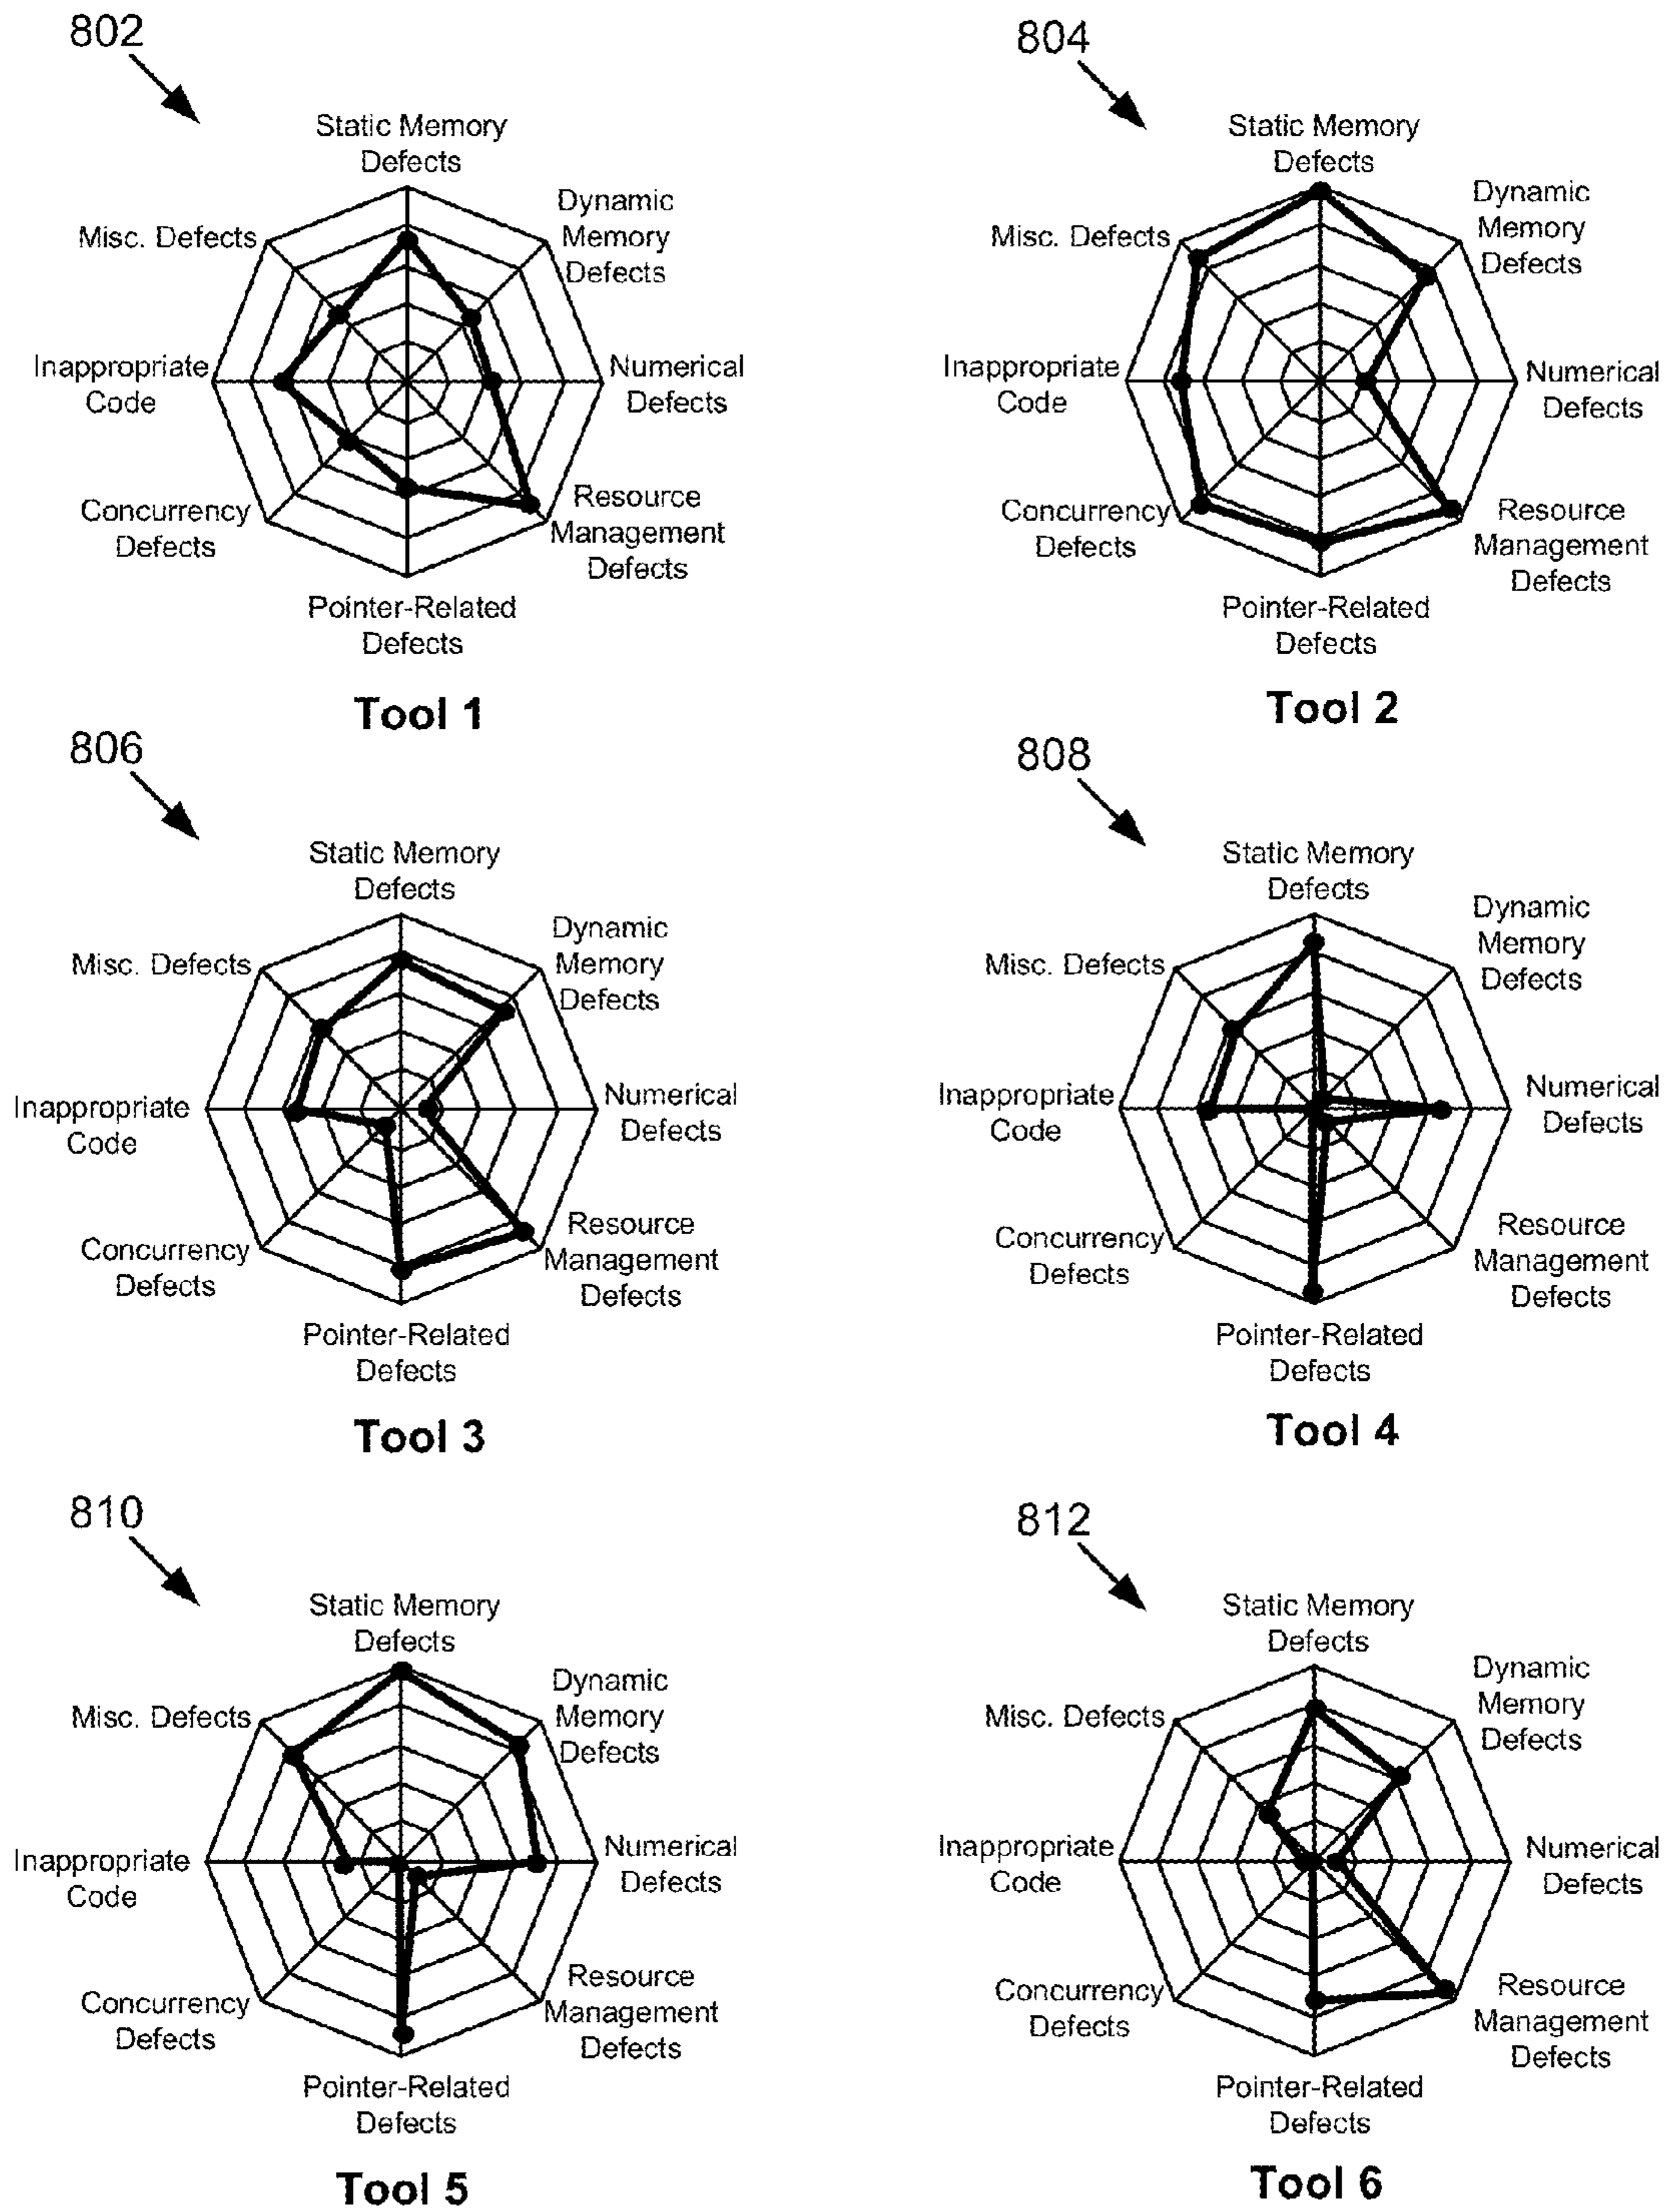 802
Static Memory
Defects
Dynamic
Memory
Defects
Misc. Defects
Inappropriate
Code
Numerical
Defects
Concurrency
Defects
Resource
Management
Defects
Pointer-Related
Defects
Tool 1
804
Static Memory
Defects
Dynamic
Memory
Defects
Misc. Defects
Inappropriate
Code
Numerical
Defects
Concurrency
Defects
Resource
Management
Defects
Pointer-Related
Defects
Tool 2
806
Static Memory
Defects
Dynamic
Memory
Defects
Misc. Defects
Inappropriate
Code
Numerical
Defects
Concurrency
Defects
Resource
Management
Defects
Pointer-Related
Defects
Tool 3
808
Static Memory
Defects
Dynamic
Memory
Defects
Misc. Defects
Inappropriate
Code
Numerical
Defects
Concurrency
Defects
Resource
Management
Defects
Pointer-Related
Defects
Tool 4
810
Static Memory
Defects
Dynamic
Memory
Defects
Misc. Defects
Inappropriate
Code
Numerical
Defects
Concurrency
Defects
Resource
Management
Defects
Pointer-Related
Defects
Tool 5
812
Static Memory
Defects
Dynamic
Memory
Defects
Misc. Defects
Inappropriate
Code
Numerical
Defects
Concurrency
Defects
Resource
Management
Defects
Pointer-Related
Defects
Tool 6